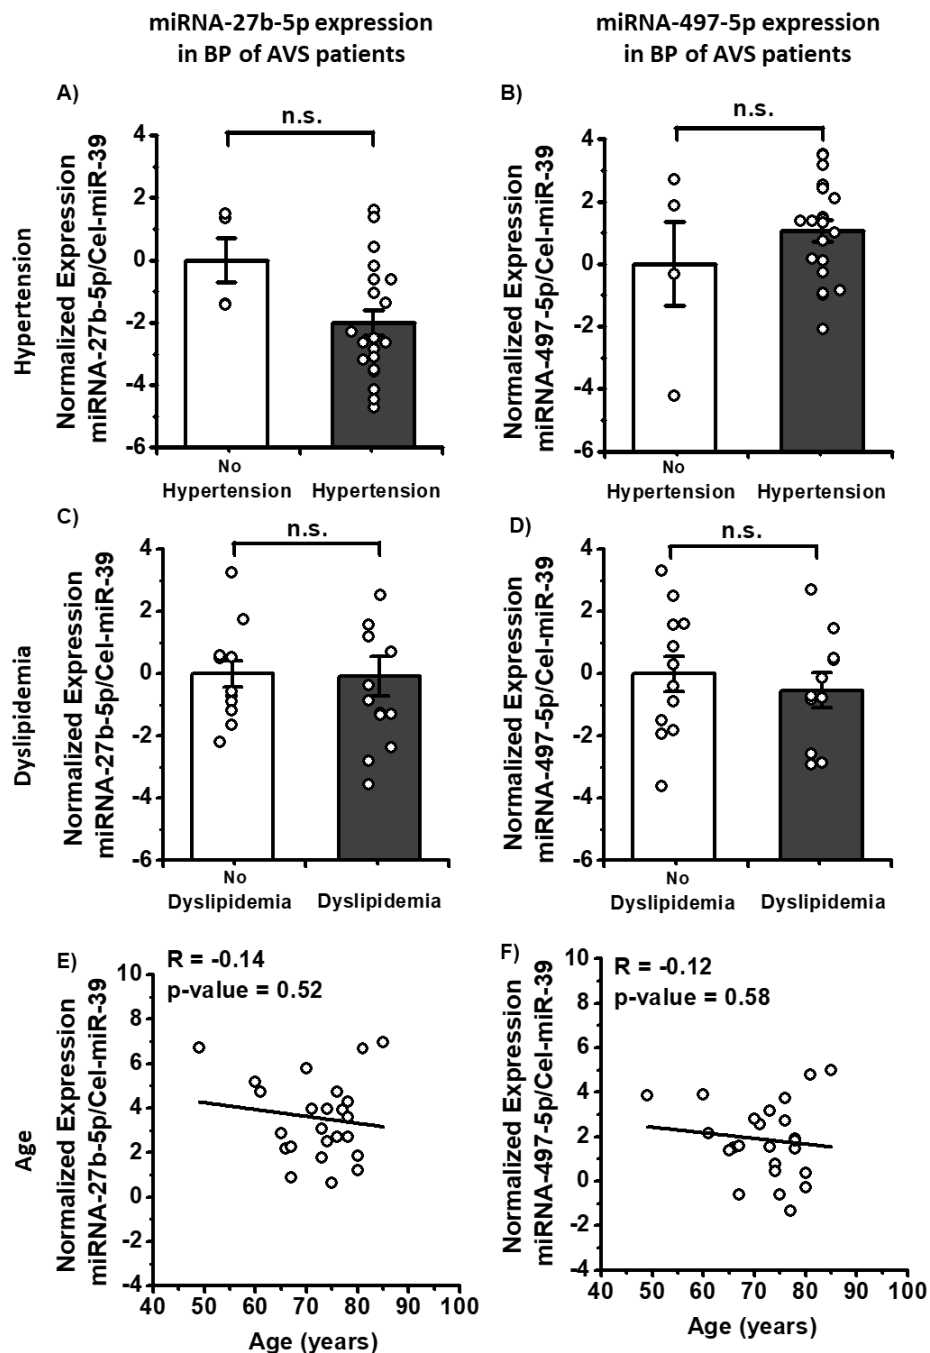 miRNA-27b-5p expression
in BP of AVS patients
miRNA-497-5p expression
in BP of AVS patients
Hypertension
A)
n.s.
Normalized Expression
miRNA-27b-5p/Cel-miR-39
4
2
0
-2
-4
-6
No
Hypertension
Hypertension
B)
n.s.
Normalized Expression
miRNA-497-5p/Cel-miR-39
4
2
0
-2
-4
-6
No
Hypertension
Hypertension
Dyslipidemia
C)
n.s.
Normalized Expression
miRNA-27b-5p/Cel-miR-39
4
2
0
-2
-4
-6
No
Dyslipidemia
Dyslipidemia
D)
n.s.
Normalized Expression
miRNA-497-5p/Cel-miR-39
4
2
0
-2
-4
-6
No
Dyslipidemia
Dyslipidemia
Age
E)
R = -0.14
p-value = 0.52
Normalized Expression
miRNA-27b-5p/Cel-miR-39
10
8
6
4
2
0
-2
-4
40 50 60 70 80 90 100
Age (years)
F)
R = -0.12
p-value = 0.58
Normalized Expression
miRNA-497-5p/Cel-miR-39
10
8
6
4
2
0
-2
-4
40 50 60 70 80 90 100
Age (years)